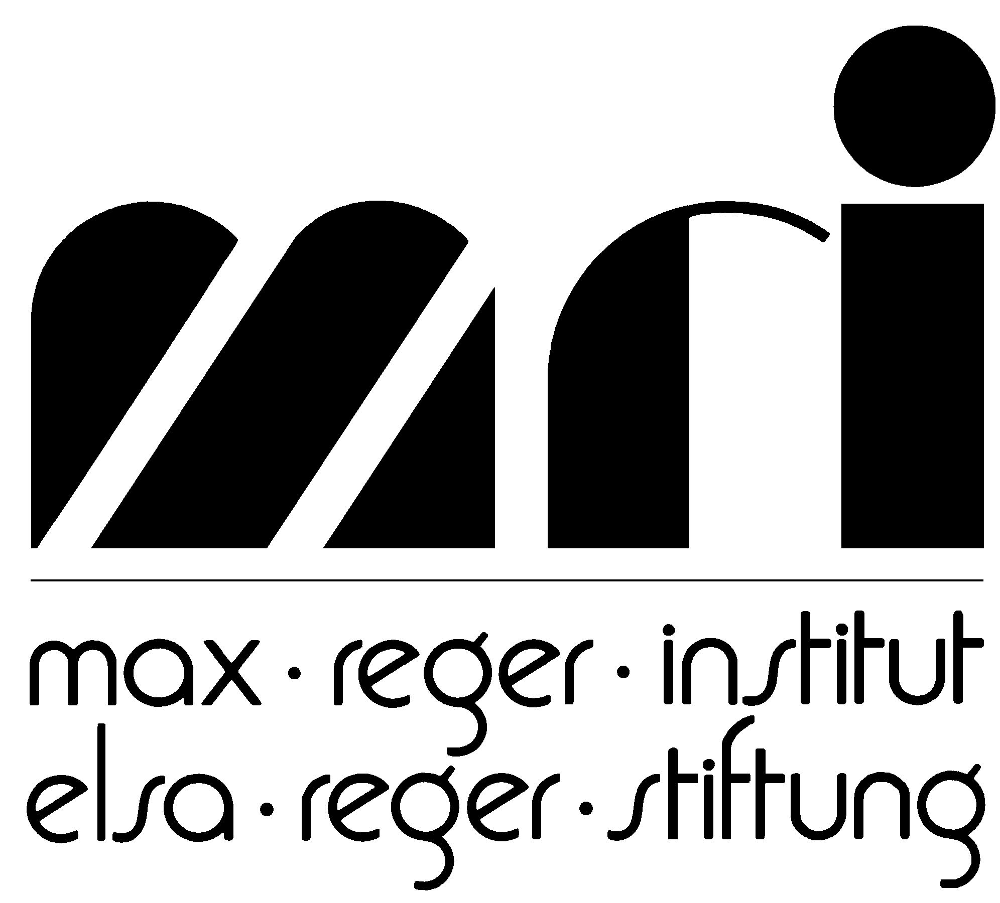 mri
max · reger · institut
elsa · reger · stiftung